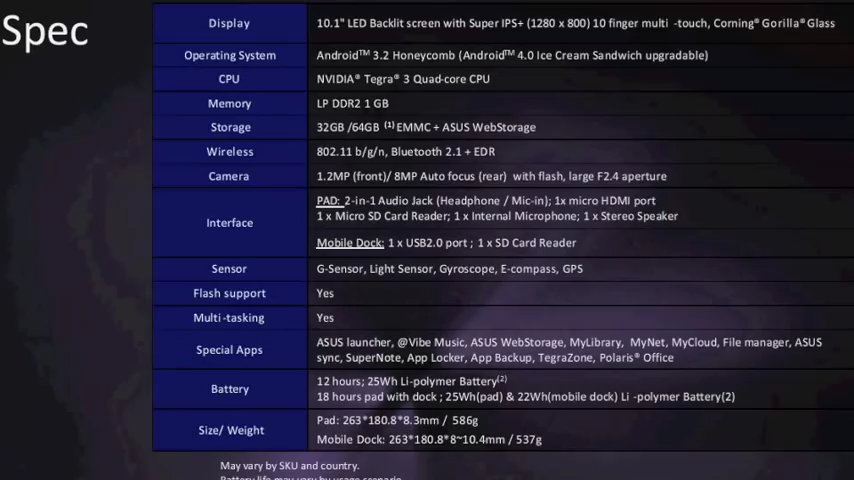 Spec
Display
10.1" LED Backlit screen with Super IPS+ (1280 x 800) 10 finger multi -touch, Corning® Gorilla® Glass
Operating System
Android™ 3.2 Honeycomb (Android™ 4.0 Ice Cream Sandwich upgradable)
CPU
NVIDIA® Tegra® 3 Quad-core CPU
Memory
LP DDR2 1 GB
Storage
32GB /64GB (1) EMMC + ASUS WebStorage
Wireless
802.11 b/g/n, Bluetooth 2.1 + EDR
Camera
1.2MP (front)/ 8MP Auto focus (rear) with flash, large F2.4 aperture
Interface
PAD: 2-in-1 Audio Jack (Headphone / Mic-in); 1x micro HDMI port
1 x Micro SD Card Reader; 1 x Internal Microphone; 1 x Stereo Speaker
Mobile Dock: 1 x USB2.0 port ; 1 x SD Card Reader
Sensor
G-Sensor, Light Sensor, Gyroscope, E-compass, GPS
Flash support
Yes
Multi-tasking
Yes
Special Apps
ASUS launcher, @Vibe Music, ASUS WebStorage, MyLibrary, MyNet, MyCloud, File manager, ASUS
sync, SuperNote, App Locker, App Backup, TegraZone, Polaris® Office
Battery
12 hours; 25Wh Li-polymer Battery(2)
18 hours pad with dock ; 25Wh(pad) & 22Wh(mobile dock) Li -polymer Battery(2)
Size/ Weight
Pad: 263*180.8*8.3mm / 586g
Mobile Dock: 263*180.8*8~10.4mm / 537g
May vary by SKU and country.
Battery life may vary by usage scenario